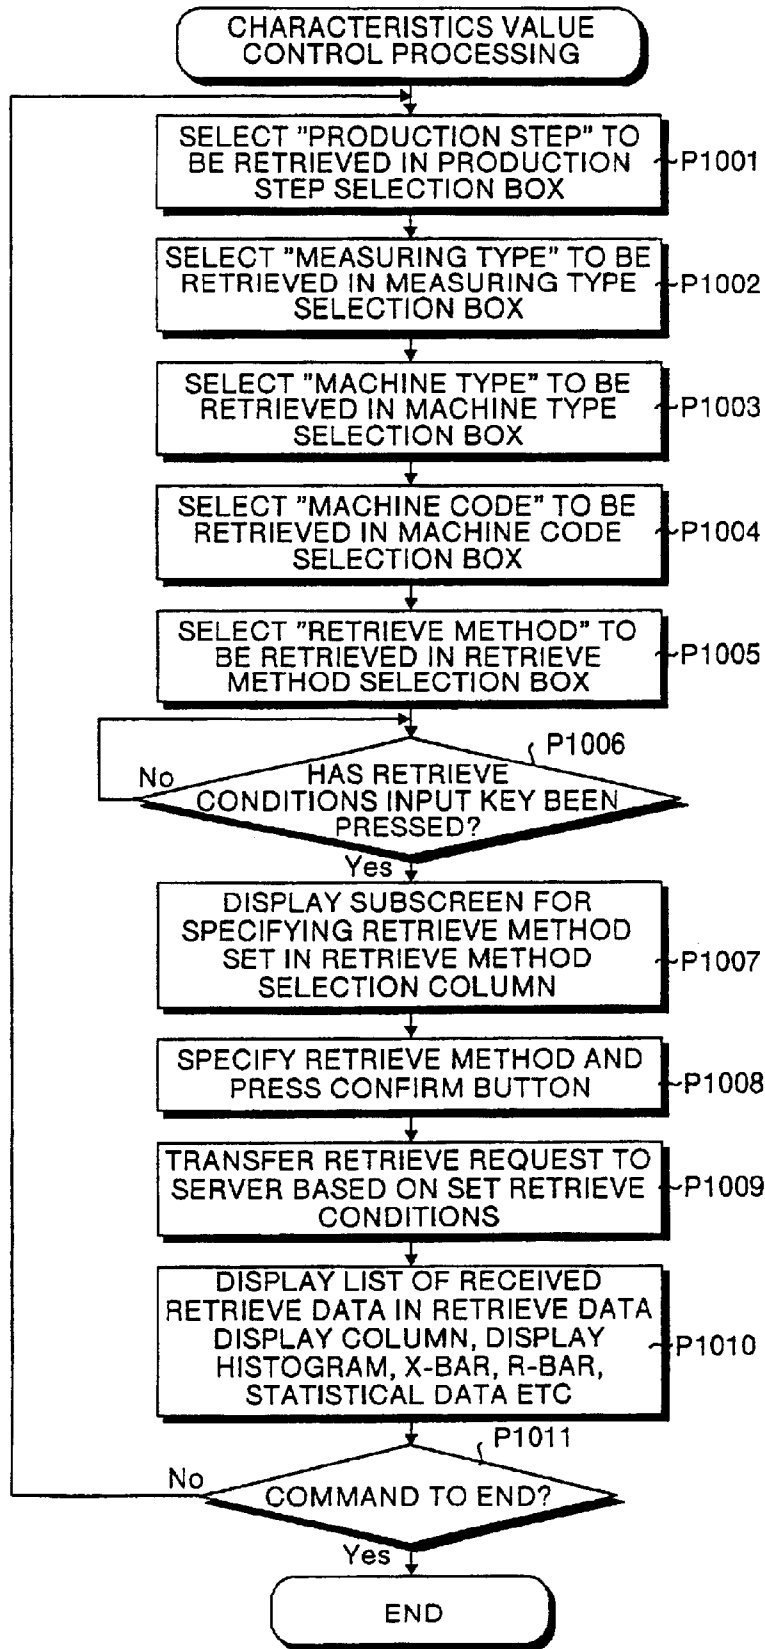 CHARACTERISTICS VALUE
CONTROL PROCESSING
SELECT "PRODUCTION STEP" TO
BE RETRIEVED IN PRODUCTION
STEP SELECTION BOX
P1001
SELECT "MEASURING TYPE" TO BE
RETRIEVED IN MEASURING TYPE
SELECTION BOX
P1002
SELECT "MACHINE TYPE" TO BE
RETRIEVED IN MACHINE TYPE
SELECTION BOX
P1003
SELECT "MACHINE CODE" TO BE
RETRIEVED IN MACHINE CODE
SELECTION BOX
P1004
SELECT "RETRIEVE METHOD" TO
BE RETRIEVED IN RETRIEVE
METHOD SELECTION BOX
P1005
P1006
No
HAS RETRIEVE
CONDITIONS INPUT KEY BEEN
PRESSED?
Yes
DISPLAY SUBSCREEN FOR
SPECIFYING RETRIEVE METHOD
SET IN RETRIEVE METHOD
SELECTION COLUMN
P1007
SPECIFY RETRIEVE METHOD AND
PRESS CONFIRM BUTTON
P1008
TRANSFER RETRIEVE REQUEST TO
SERVER BASED ON SET RETRIEVE
CONDITIONS
P1009
DISPLAY LIST OF RECEIVED
RETRIEVE DATA IN RETRIEVE DATA
DISPLAY COLUMN, DISPLAY
HISTOGRAM, X-BAR, R-BAR,
STATISTICAL DATA ETC
P1010
P1011
No
COMMAND TO END?
Yes
END